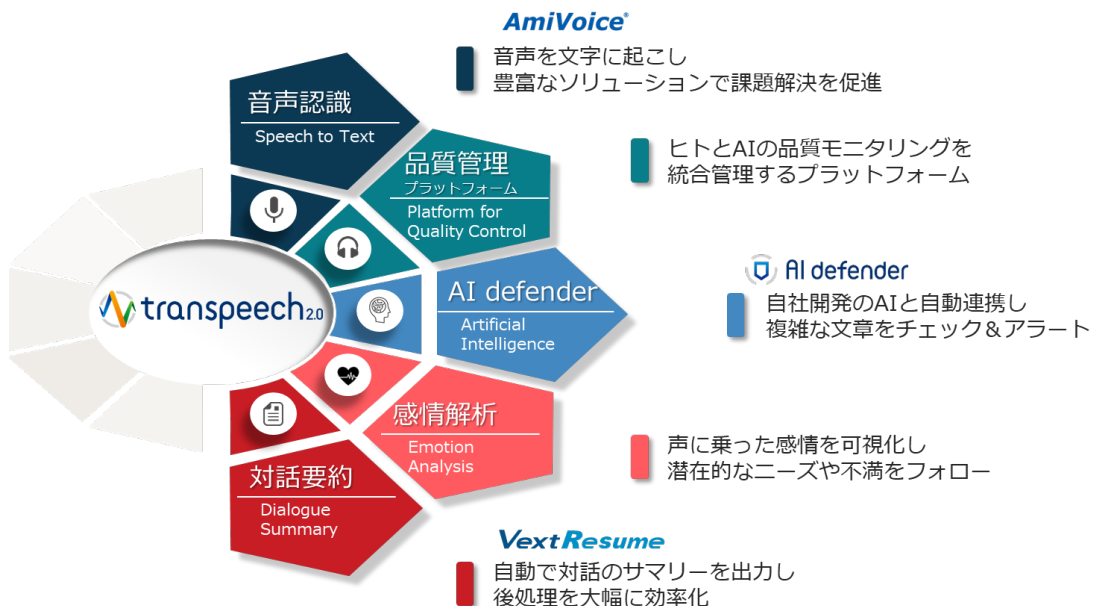 AmiVoice®
音声を文字に起こし
豊富なソリューションで課題解決を促進
音声認識
Speech to Text
品質管理
プラットフォーム
Platform for
Quality Control
ヒトとAIの品質モニタリングを
統合管理するプラットフォーム
transpeech2.0
AI defender
Artificial
Intelligence
AI defender
自社開発のAIと自動連携し
複雑な文章をチェック＆アラート
感情解析
Emotion
Analysis
声に乗った感情を可視化し
潜在的なニーズや不満をフォロー
対話要約
Dialogue
Summary
VextResume
自動で対話のサマリーを出力し
後処理を大幅に効率化